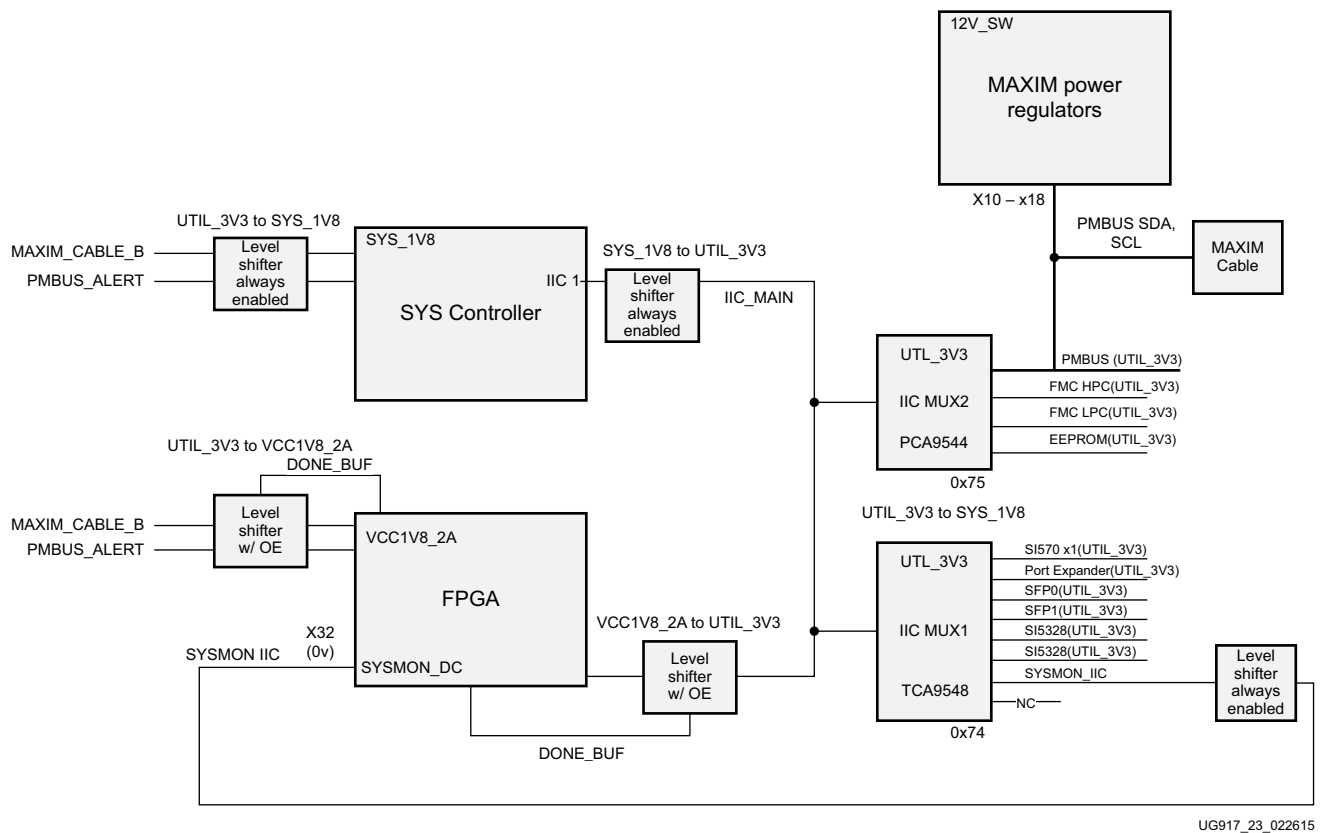 12V_SW
MAXIM power
regulators
X10 – x18
PMBUS SDA,
SCL
MAXIM
Cable
UTIL_3V3 to SYS_1V8
MAXIM_CABLE_B
PMBUS_ALERT
Level
shifter
always
enabled
SYS_1V8
IIC 1
SYS Controller
SYS_1V8 to UTIL_3V3
Level
shifter
always
enabled
IIC_MAIN
UTL_3V3
IIC MUX2
PCA9544
0x75
PMBUS (UTIL_3V3)
FMC HPC(UTIL_3V3)
FMC LPC(UTIL_3V3)
EEPROM(UTIL_3V3)
UTIL_3V3 to VCC1V8_2A
DONE_BUF
MAXIM_CABLE_B
PMBUS_ALERT
Level
shifter
w/ OE
VCC1V8_2A
FPGA
X32
(0v)
SYSMON IIC
SYSMON_DC
VCC1V8_2A to UTIL_3V3
Level
shifter
w/ OE
DONE_BUF
UTIL_3V3 to SYS_1V8
UTL_3V3
IIC MUX1
TCA9548
0x74
SI570 x1(UTIL_3V3)
Port Expander(UTIL_3V3)
SFP0(UTIL_3V3)
SFP1(UTIL_3V3)
SI5328(UTIL_3V3)
SI5328(UTIL_3V3)
SYSMON_IIC
NC
Level
shifter
always
enabled
UG917_23_022615